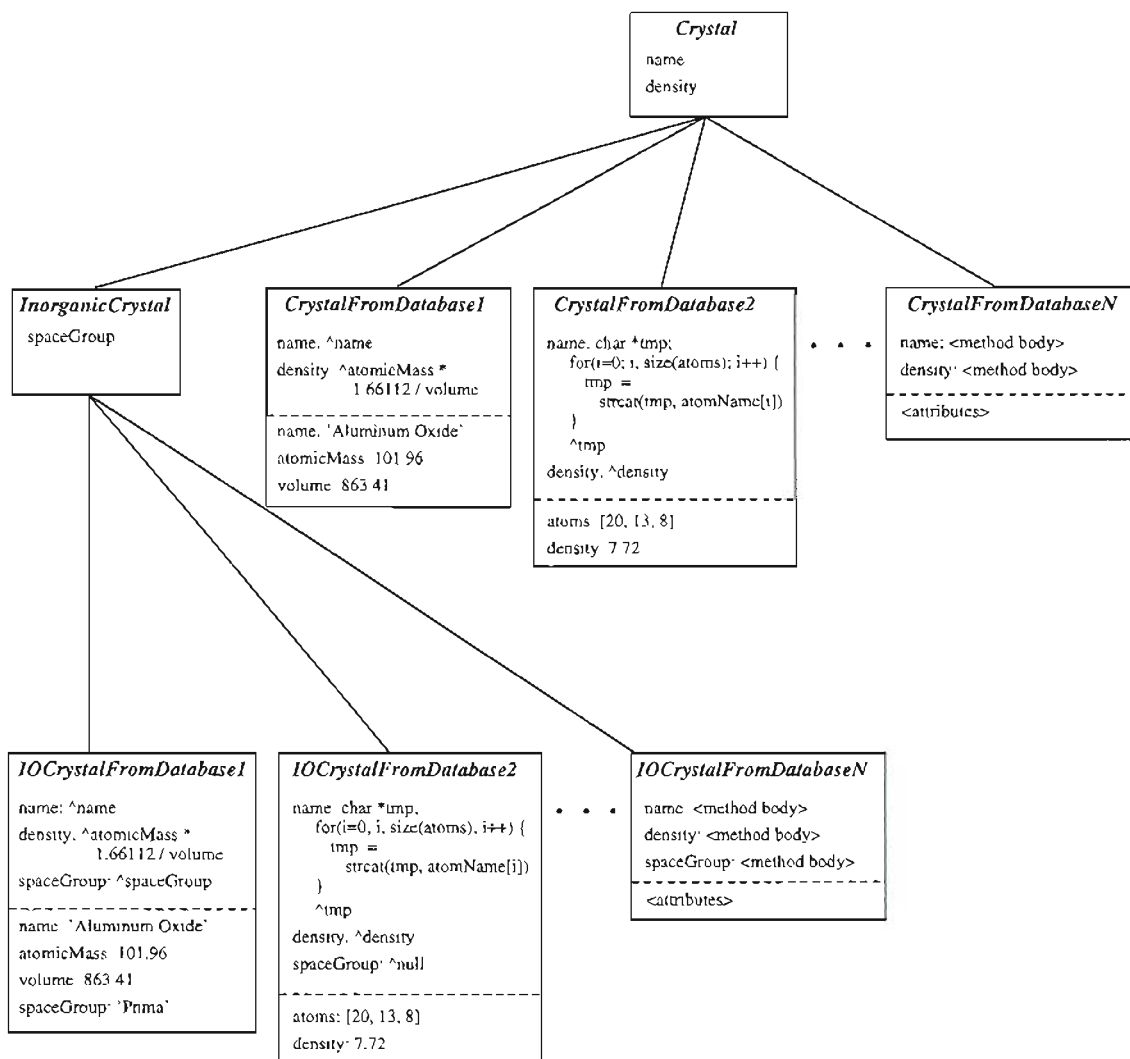 Crystal
name
density
InorganicCrystal
spaceGroup
CrystalFromDatabase1
name. ^name
density ^atomicMass *
1 66112 / volume
name. 'Aluminum Oxide'
atomicMass 101 96
volume 863 41
CrystalFromDatabase2
name. char *tmp;
for(i=0; i, size(atoms); i++) {
tmp =
strcat(tmp, atomName[i])
}
^tmp
density. ^density
atoms [20, 13, 8]
density 7 72
. . .
CrystalFromDatabaseN
name; <method body>
density: <method body>
<attributes>
IOCrystalFromDatabase1
name: ^name
density. ^atomicMass *
1.66112 / volume
spaceGroup: ^spaceGroup
name 'Aluminum Oxide'
atomicMass 101.96
volume 863 41
spaceGroup: 'Pnma'
IOCrystalFromDatabase2
name char *tmp,
for(i=0, i, size(atoms), i++) {
tmp =
strcat(tmp, atomName[i])
}
^tmp
density. ^density
spaceGroup: ^null
atoms: [20, 13, 8]
density: 7.72
. . .
IOCrystalFromDatabaseN
name <method body>
density: <method body>
spaceGroup: <method body>
<attributes>